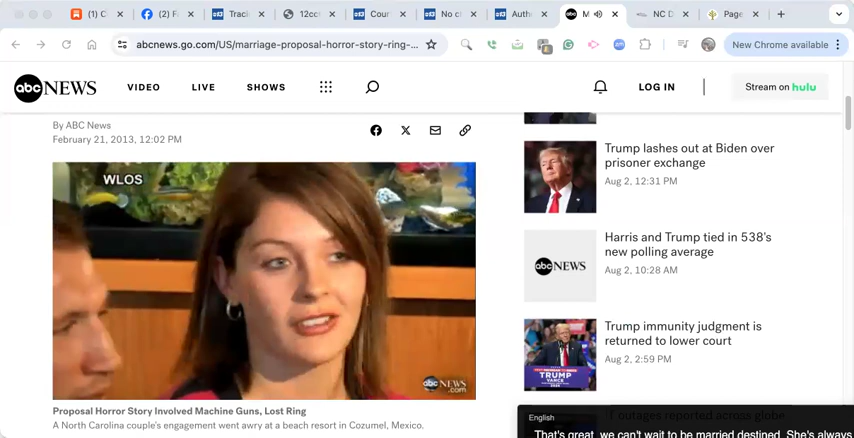 (1) C
(2) F
Tracki
12cc
Cour
No cl
Auth
M
NC D
Page
abcnews.go.com/US/marriage-proposal-horror-story-ring-...
New Chrome available
abc NEWS
VIDEO
LIVE
SHOWS
LOG IN
Stream on hulu
By ABC News
February 21, 2013, 12:02 PM
WLOS
abc NEWS
.com
Proposal Horror Story Involved Machine Guns, Lost Ring
A North Carolina couple's engagement went awry at a beach resort in Cozumel, Mexico.
Trump lashes out at Biden over
prisoner exchange
Aug 2, 12:31 PM
abc NEWS
Harris and Trump tied in 538's
new polling average
Aug 2, 10:28 AM
TRUMP
VANCE
Trump immunity judgment is
returned to lower court
Aug 2, 2:59 PM
outages reported across globe
English
That's great, we can't wait to be married destined. She's always